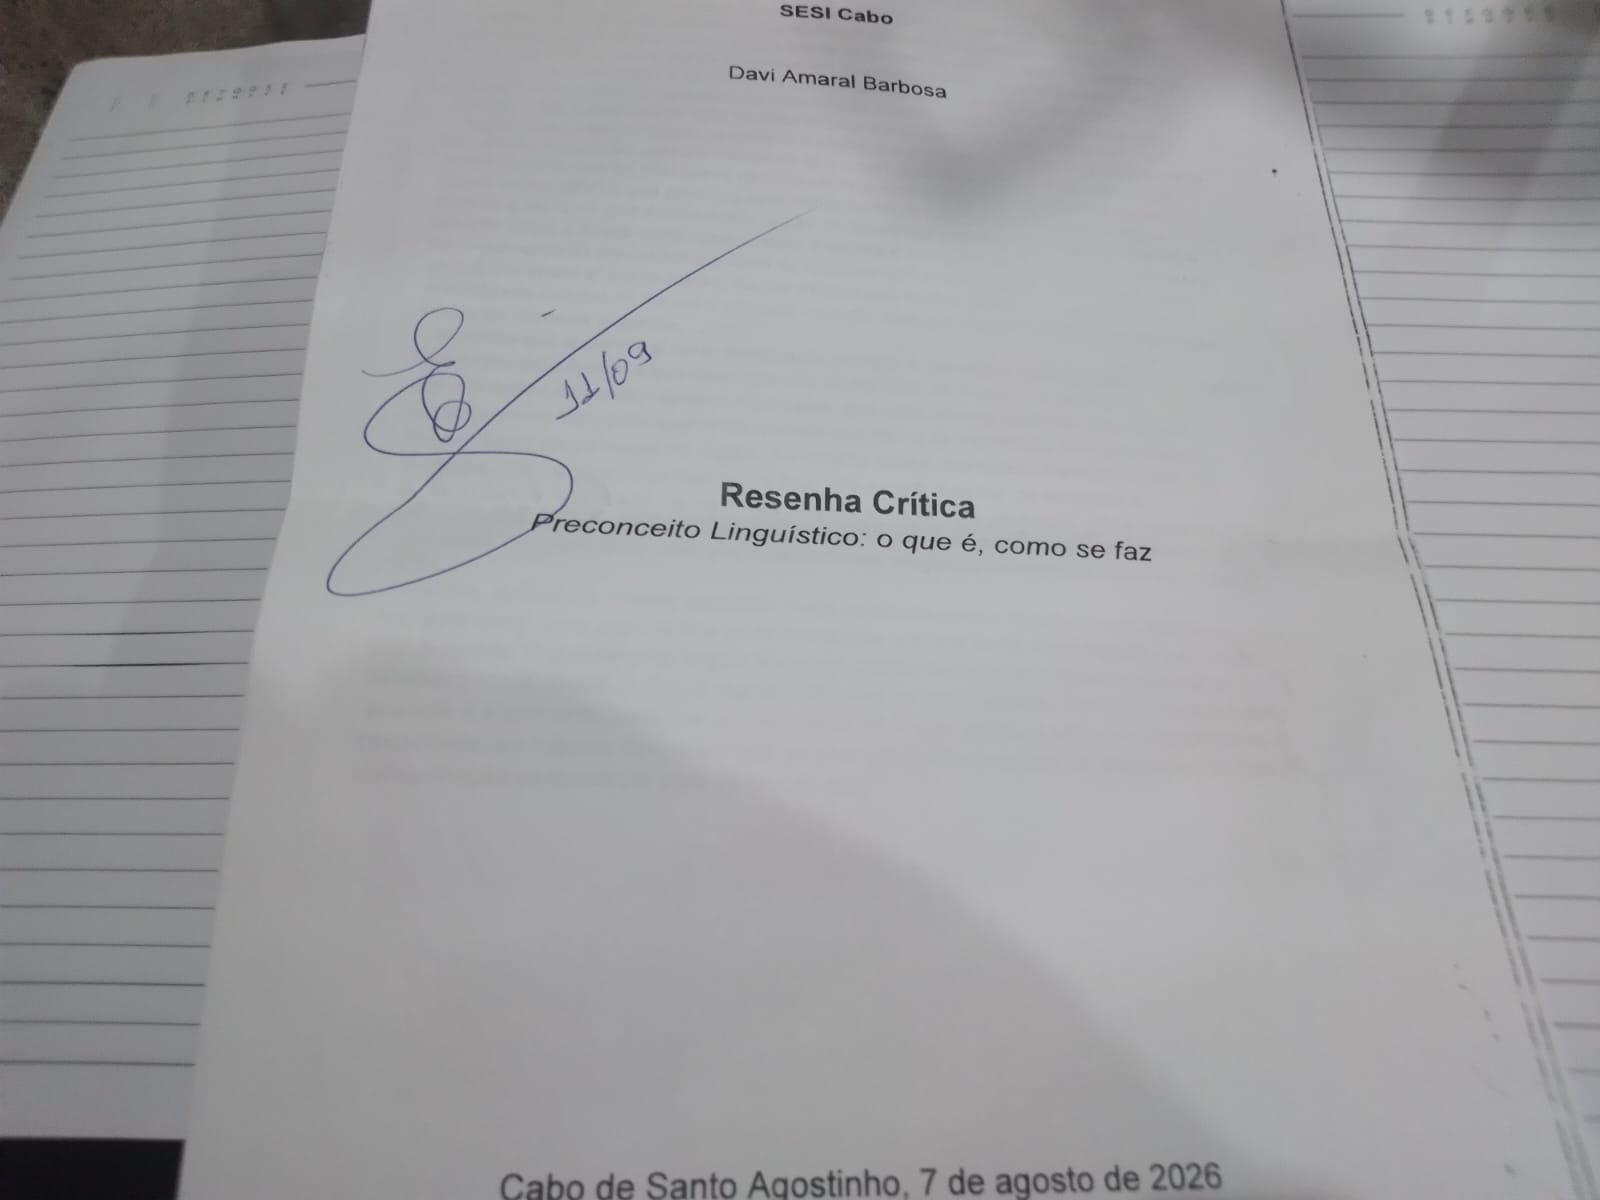 SESI Cabo
Davi Amaral Barbosa
11/09
Resenha Crítica
Preconceito Linguístico: o que é, como se faz
Cabo de Santo Agostinho, 7 de agosto de 2026